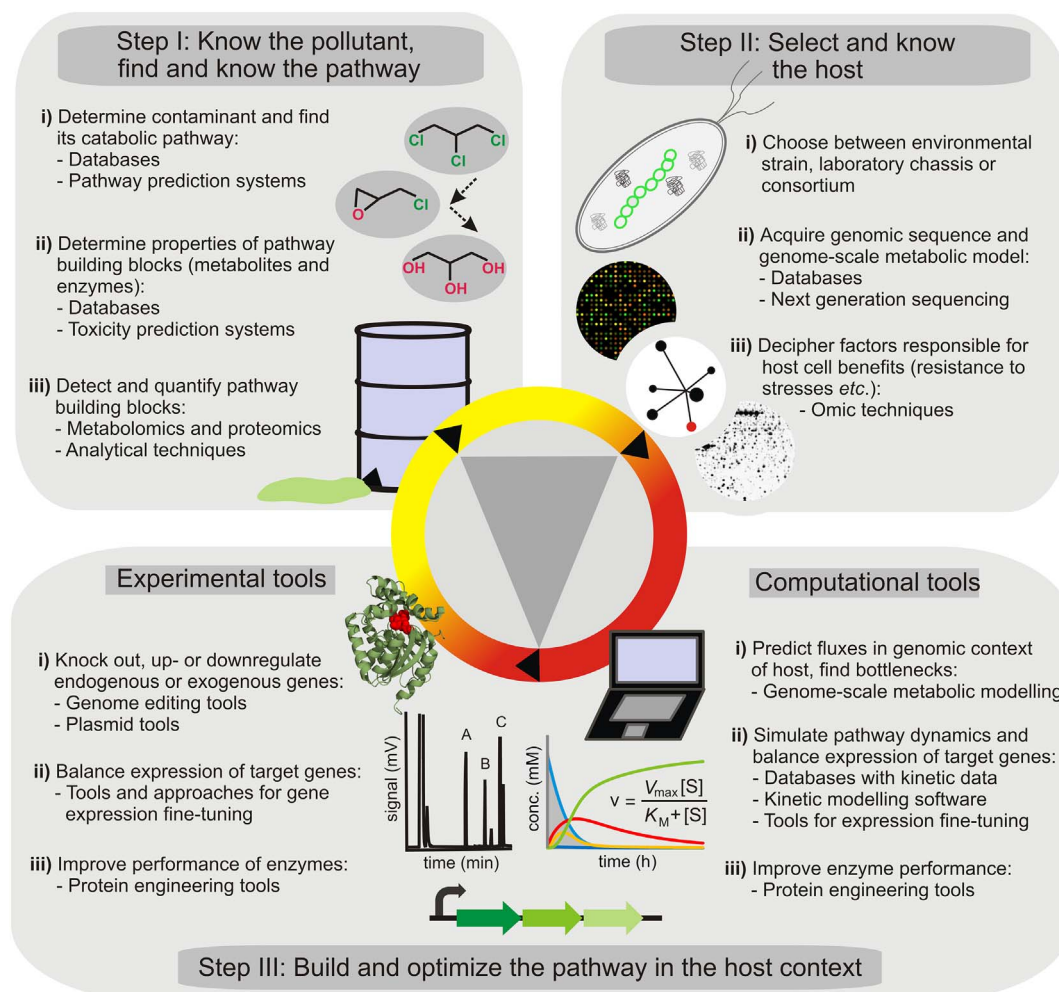 Step I: Know the pollutant,
find and know the pathway
i) Determine contaminant and find
its catabolic pathway:
- Databases
- Pathway prediction systems
ii) Determine properties of pathway
building blocks (metabolites and
enzymes):
- Databases
- Toxicity prediction systems
iii) Detect and quantify pathway
building blocks:
- Metabolomics and proteomics
- Analytical techniques
Cl
Cl
Cl
O
Cl
OH
OH
OH
Step II: Select and know
the host
i) Choose between environmental
strain, laboratory chassis or
consortium
ii) Acquire genomic sequence and
genome-scale metabolic model:
- Databases
- Next generation sequencing
iii) Decipher factors responsible for
host cell benefits (resistance to
stresses etc.):
- Omic techniques
Experimental tools
i) Knock out, up- or downregulate
endogenous or exogenous genes:
- Genome editing tools
- Plasmid tools
ii) Balance expression of target genes:
- Tools and approaches for gene
expression fine-tuning
iii) Improve performance of enzymes:
- Protein engineering tools
signal (mV)
A
B
C
time (min)
conc. (mM)
v = Vmax [S] / KM + [S]
time (h)
Computational tools
i) Predict fluxes in genomic context
of host, find bottlenecks:
- Genome-scale metabolic modelling
ii) Simulate pathway dynamics and
balance expression of target genes:
- Databases with kinetic data
- Kinetic modelling software
- Tools for expression fine-tuning
iii) Improve enzyme performance:
- Protein engineering tools
Step III: Build and optimize the pathway in the host context